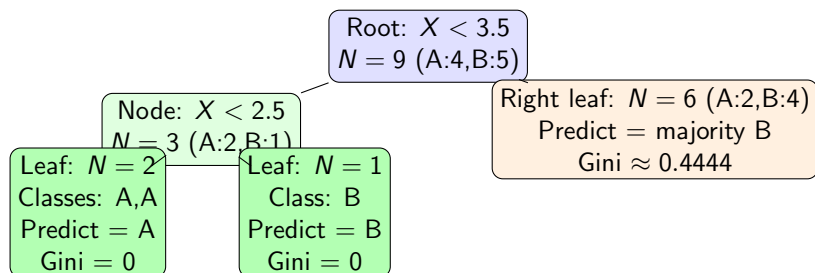 Root: X < 3.5
N = 9 (A:4,B:5)
Node: X < 2.5
N = 3 (A:2,B:1)
Right leaf: N = 6 (A:2,B:4)
Predict = majority B
Gini ≈ 0.4444
Leaf: N = 2
Classes: A,A
Predict = A
Gini = 0
Leaf: N = 1
Class: B
Predict = B
Gini = 0